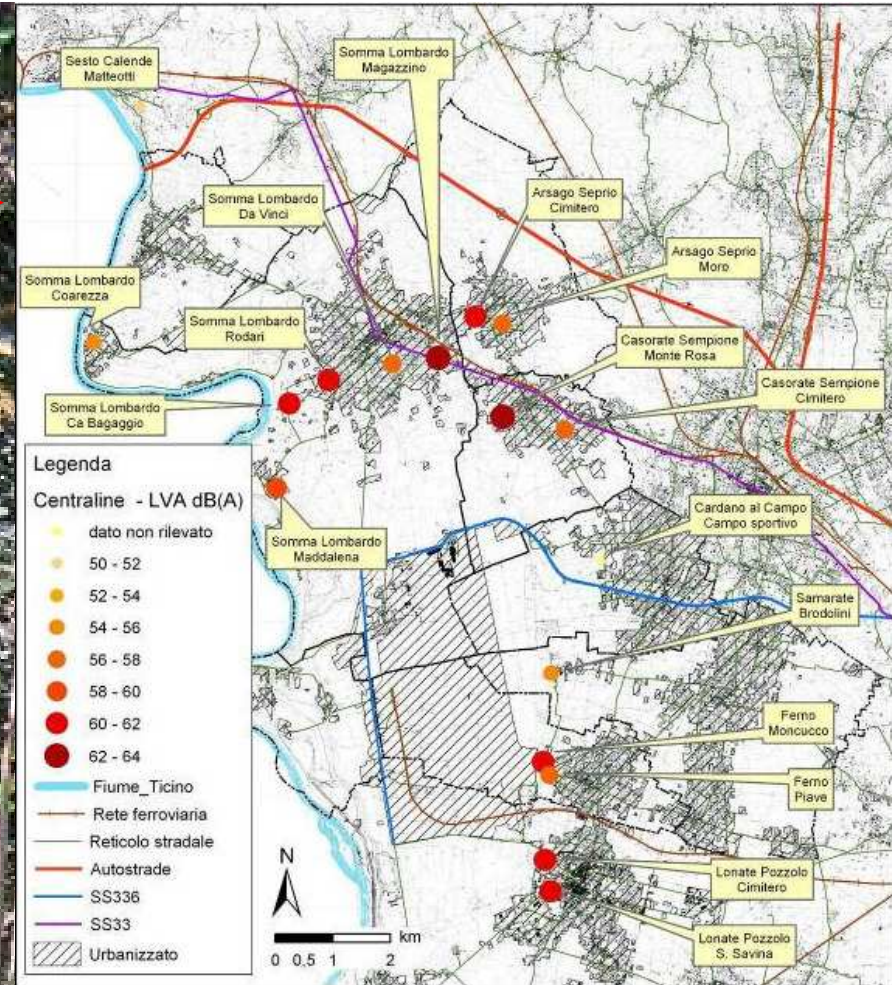 Sesto Calende
Matteotti
Somma Lombardo
Magazzino
Somma Lombardo
Da Vinci
Arsago Seprio
Cimitero
Arsago Seprio
Moro
Somma Lombardo
Coarezza
Somma Lombardo
Rodari
Casorate Sempione
Monte Rosa
Casorate Sempione
Cimitero
Somma Lombardo
Ca Bagaggio
Somma Lombardo
Maddalena
Cardano al Campo
Campo sportivo
Samarate
Brodolini
Ferno
Moncucco
Ferno
Piave
Lonate Pozzolo
Cimitero
Lonate Pozzolo
S. Savina
Legenda
Centraline - LVA dB(A)
dato non rilevato
50 - 52
52 - 54
54 - 56
56 - 58
58 - 60
60 - 62
62 - 64
Fiume_Ticino
Rete ferroviaria
Reticolo stradale
Autostrade
SS336
SS33
Urbanizzato
N
km
0 0,5 1 2